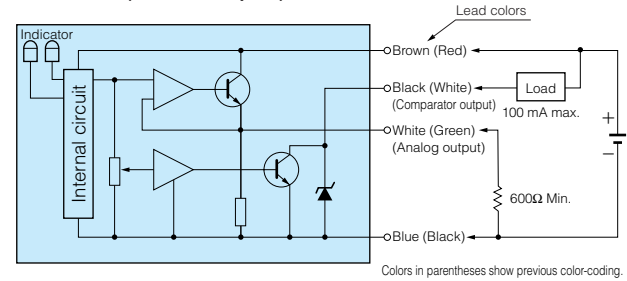 Lead colors
Indicator
Internal circuit
Brown (Red)
Black (White)
(Comparator output)
Load
100 mA max.
White (Green)
(Analog output)
+
−
600Ω Min.
Blue (Black)
Colors in parentheses show previous color-coding.